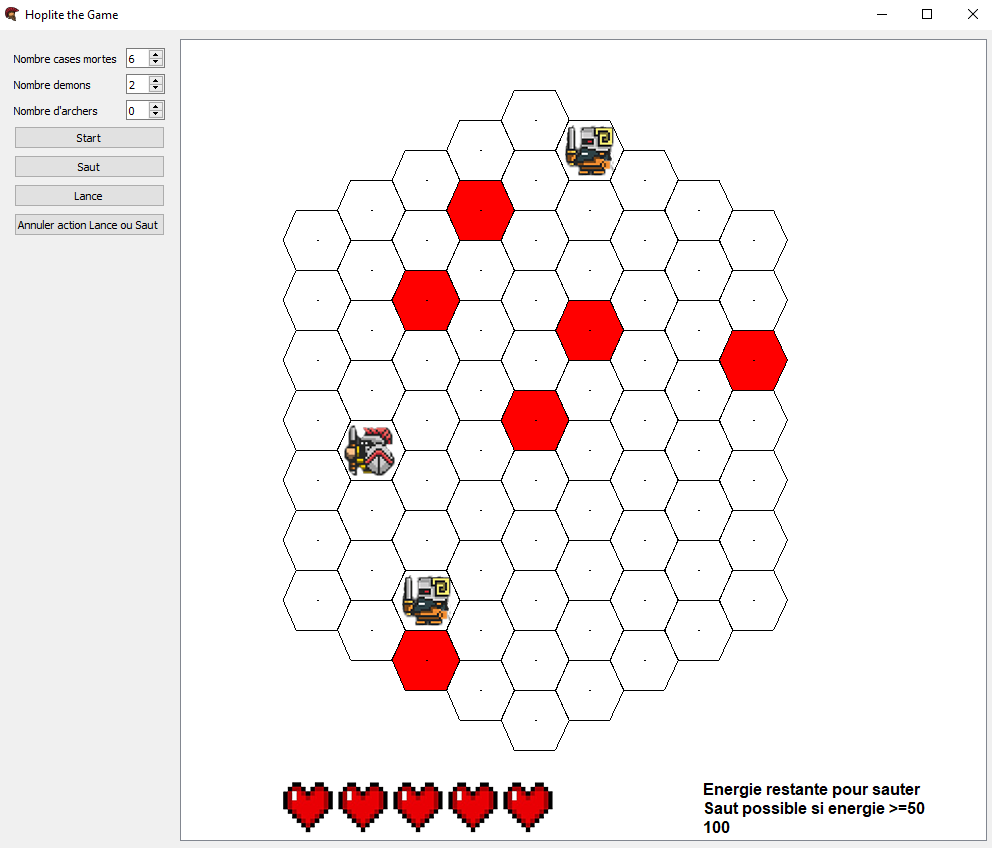 Hoplite the Game
Nombre cases mortes 6
Nombre demons 2
Nombre d'archers 0
Start
Saut
Lance
Annuler action Lance ou Saut
Energie restante pour sauter
Saut possible si energie >=50
100